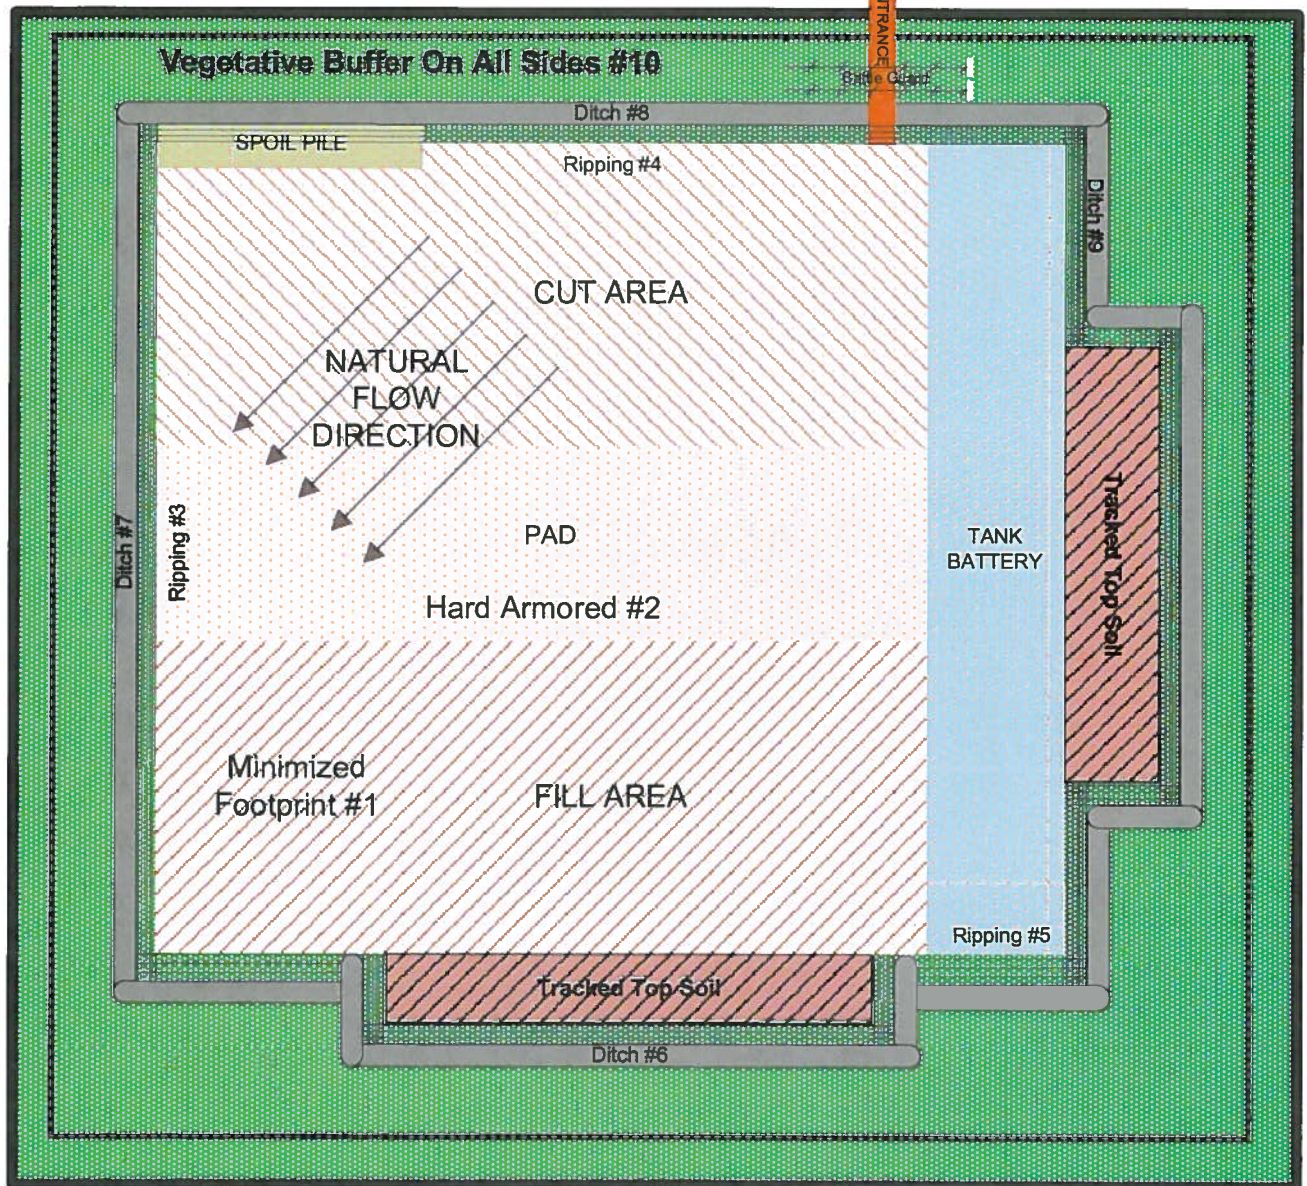 TRANCE
Vegetative Buffer On All Sides #10
Ditch #8
SPOIL PILE
Ripping #4
Ditch #9
CUT AREA
NATURAL
FLOW
DIRECTION
Ditch #7
Ripping #3
PAD
TANK
BATTERY
Tracked Top Soil
Hard Armored #2
Minimized
Footprint #1
FILL AREA
Ripping #5
Tracked Top Soil
Ditch #6